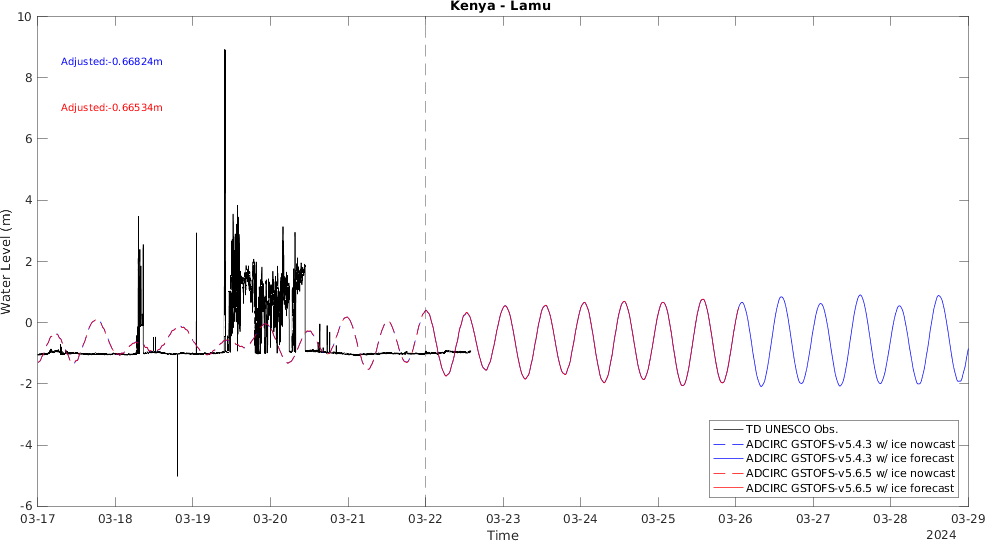 Kenya - Lamu
10
8
6
4
2
0
-2
-4
-6
Water Level (m)
Adjusted:-0.66824m
Adjusted:-0.66534m
TD UNESCO Obs.
ADCIRC GSTOFS-v5.4.3 w/ ice nowcast
ADCIRC GSTOFS-v5.4.3 w/ ice forecast
ADCIRC GSTOFS-v5.6.5 w/ ice nowcast
ADCIRC GSTOFS-v5.6.5 w/ ice forecast
03-17 03-18 03-19 03-20 03-21 03-22 03-23 03-24 03-25 03-26 03-27 03-28 03-29
Time
2024